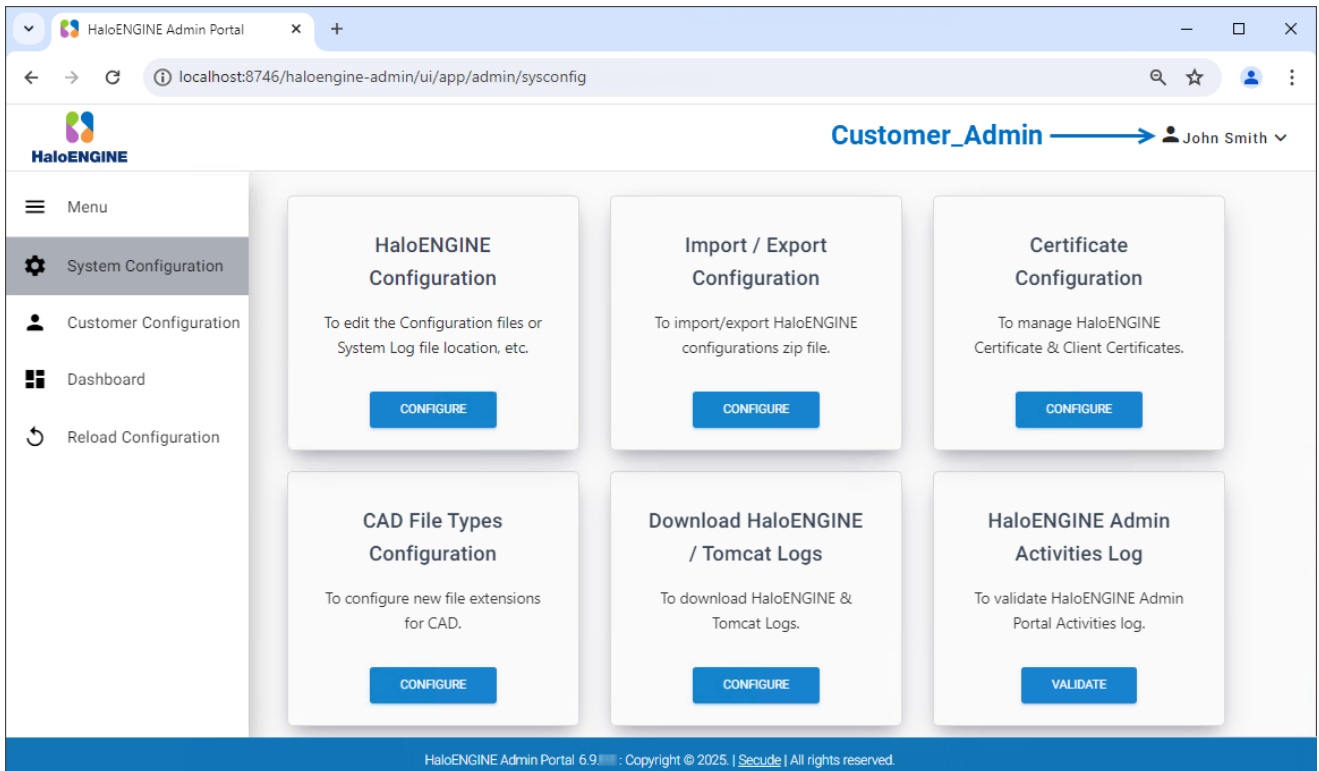 HaloENGINE Admin Portal
localhost:8746/haloengine-admin/ui/app/admin/sysconfig
HaloENGINE
Customer_Admin
John Smith
Menu
System Configuration
Customer Configuration
Dashboard
Reload Configuration
HaloENGINE
Configuration
To edit the Configuration files or
System Log file location, etc.
CONFIGURE
Import / Export
Configuration
To import/export HaloENGINE
configurations zip file.
CONFIGURE
Certificate
Configuration
To manage HaloENGINE
Certificate & Client Certificates.
CONFIGURE
CAD File Types
Configuration
To configure new file extensions
for CAD.
CONFIGURE
Download HaloENGINE
/ Tomcat Logs
To download HaloENGINE &
Tomcat Logs.
CONFIGURE
HaloENGINE Admin
Activities Log
To validate HaloENGINE Admin
Portal Activities log.
VALIDATE
HaloENGINE Admin Portal 6.9. : Copyright © 2025. | Secude | All rights reserved.